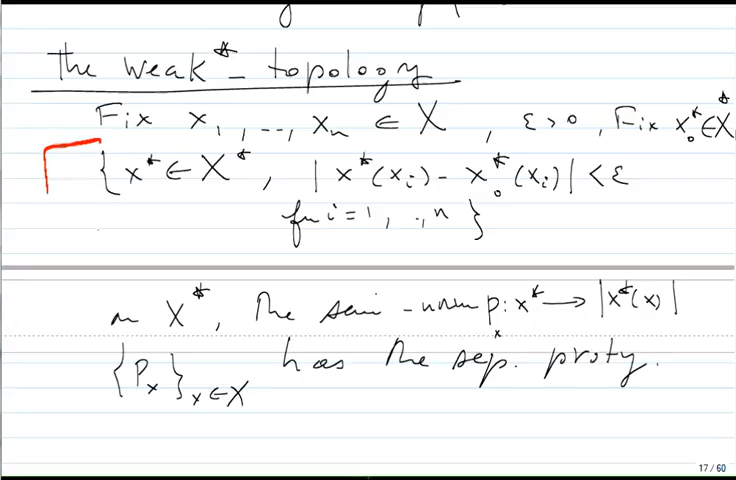 the weak* - topology
Fix x₁, ..., xₙ ∈ X, ε > 0, Fix x₀* ∈ X*
{ x* ∈ X*, | x*(xᵢ) - x₀*(xᵢ) | < ε
for i = 1, .., n }
on X*, the semi-norm pₓ : x* → | x*(x) |
{ pₓ }ₓ∈X has the sep. proty.
17 / 60